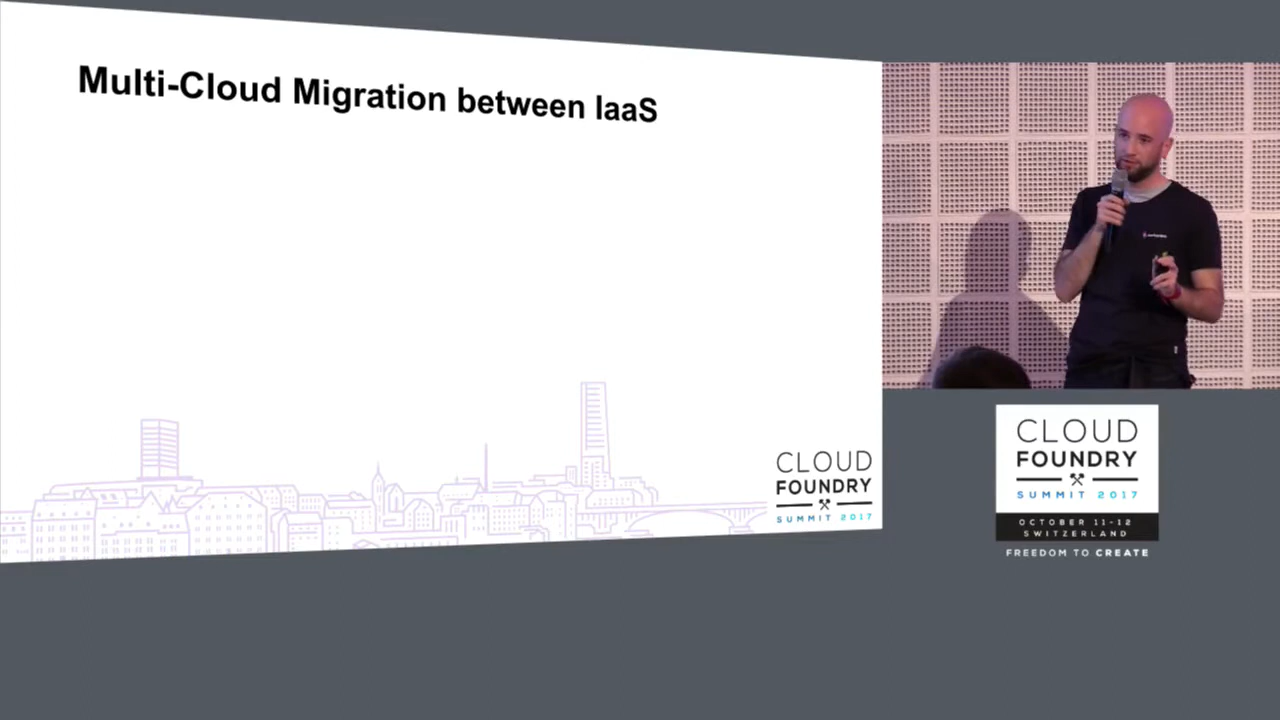 Multi-Cloud Migration between IaaS
CLOUD
FOUNDRY
SUMMIT 2017
CLOUD
FOUNDRY
SUMMIT 2017
OCTOBER 11-12
SWITZERLAND
FREEDOM TO CREATE